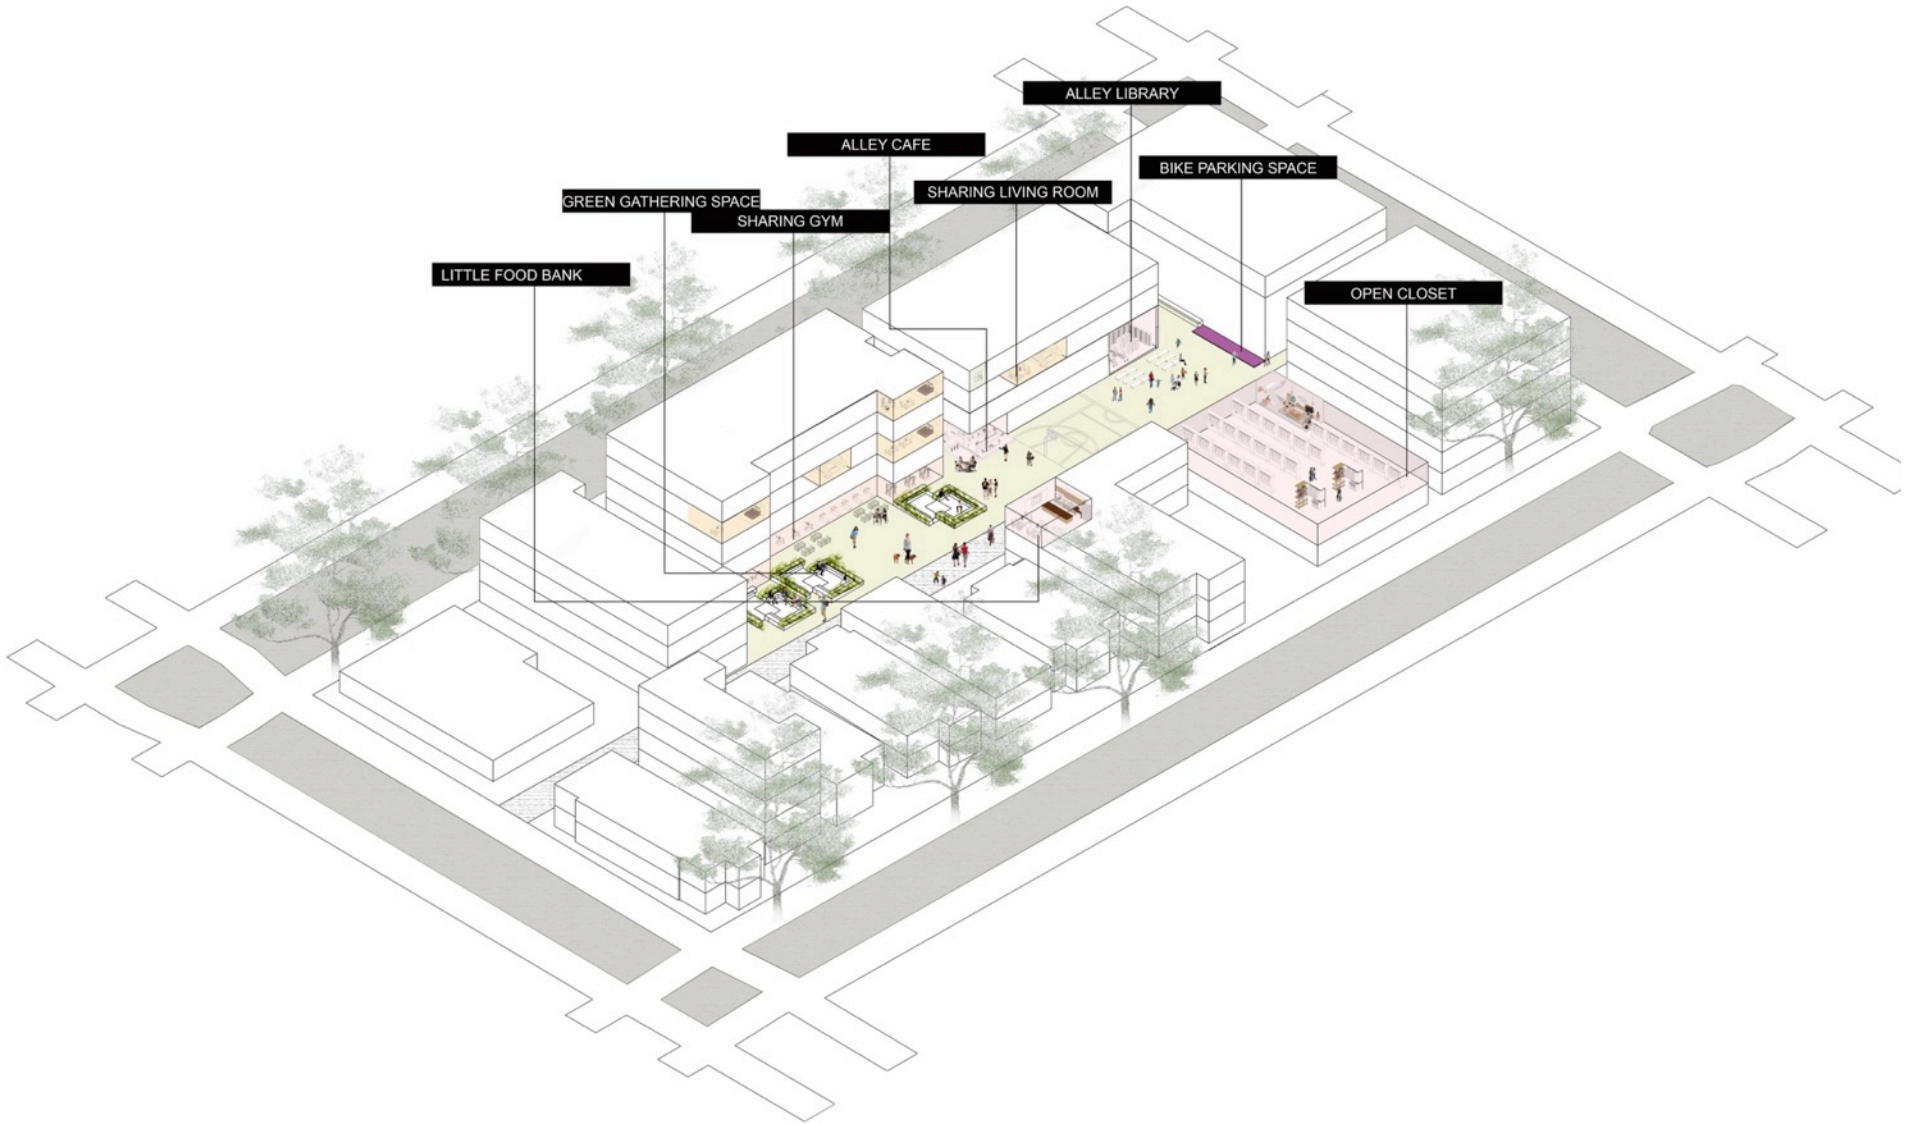 ALLEY LIBRARY
ALLEY CAFE
BIKE PARKING SPACE
SHARING LIVING ROOM
GREEN GATHERING SPACE
SHARING GYM
LITTLE FOOD BANK
OPEN CLOSET